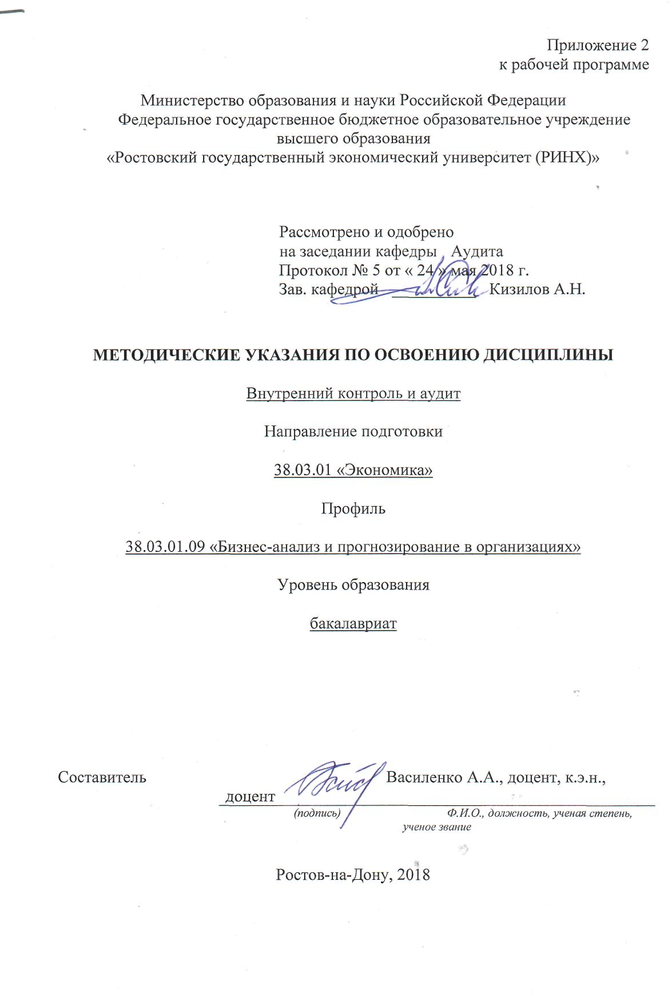 Приложение 2
к рабочей программе
Министерство образования и науки Российской Федерации
Федеральное государственное бюджетное образовательное учреждение
высшего образования
«Ростовский государственный экономический университет (РИНХ)»
Рассмотрено и одобрено
на заседании кафедры Аудита
Протокол № 5 от « 24 » мая 2018 г.
Зав. кафедрой __________ Кизилов А.Н.
МЕТОДИЧЕСКИЕ УКАЗАНИЯ ПО ОСВОЕНИЮ ДИСЦИПЛИНЫ
Внутренний контроль и аудит
Направление подготовки
38.03.01 «Экономика»
Профиль
38.03.01.09 «Бизнес-анализ и прогнозирование в организациях»
Уровень образования
бакалавриат
Составитель Василенко А.А., доцент, к.э.н.,
доцент
(подпись) Ф.И.О., должность, ученая степень,
ученое звание
Ростов-на-Дону, 2018